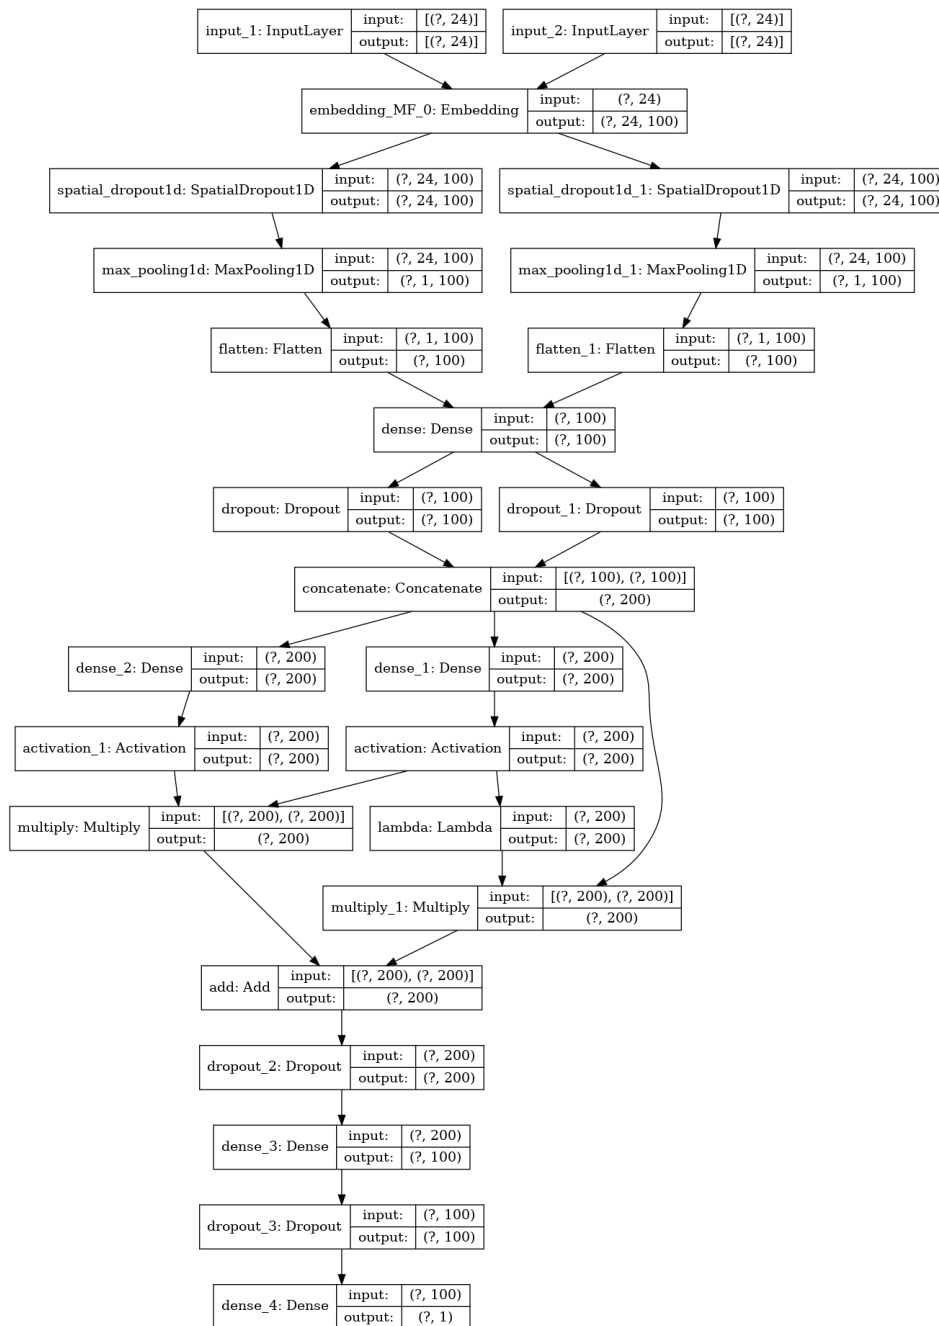 input_1: InputLayer input: [(?, 24)] output: [(?, 24)]
input_2: InputLayer input: [(?, 24)] output: [(?, 24)]
embedding_MF_0: Embedding input: (?, 24) output: (?, 24, 100)
spatial_dropout1d: SpatialDropout1D input: (?, 24, 100) output: (?, 24, 100)
spatial_dropout1d_1: SpatialDropout1D input: (?, 24, 100) output: (?, 24, 100)
max_pooling1d: MaxPooling1D input: (?, 24, 100) output: (?, 1, 100)
max_pooling1d_1: MaxPooling1D input: (?, 24, 100) output: (?, 1, 100)
flatten: Flatten input: (?, 1, 100) output: (?, 100)
flatten_1: Flatten input: (?, 1, 100) output: (?, 100)
dense: Dense input: (?, 100) output: (?, 100)
dropout: Dropout input: (?, 100) output: (?, 100)
dropout_1: Dropout input: (?, 100) output: (?, 100)
concatenate: Concatenate input: [(?, 100), (?, 100)] output: (?, 200)
dense_2: Dense input: (?, 200) output: (?, 200)
dense_1: Dense input: (?, 200) output: (?, 200)
activation_1: Activation input: (?, 200) output: (?, 200)
activation: Activation input: (?, 200) output: (?, 200)
multiply: Multiply input: [(?, 200), (?, 200)] output: (?, 200)
lambda: Lambda input: (?, 200) output: (?, 200)
multiply_1: Multiply input: [(?, 200), (?, 200)] output: (?, 200)
add: Add input: [(?, 200), (?, 200)] output: (?, 200)
dropout_2: Dropout input: (?, 200) output: (?, 200)
dense_3: Dense input: (?, 200) output: (?, 100)
dropout_3: Dropout input: (?, 100) output: (?, 100)
dense_4: Dense input: (?, 100) output: (?, 1)